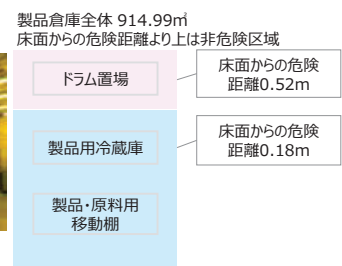 製品倉庫全体 914.99㎡
床面からの危険距離より上は非危険区域
ドラム置場
床面からの危険
距離0.52m
製品用冷蔵庫
床面からの危険
距離0.18m
製品・原料用
移動棚